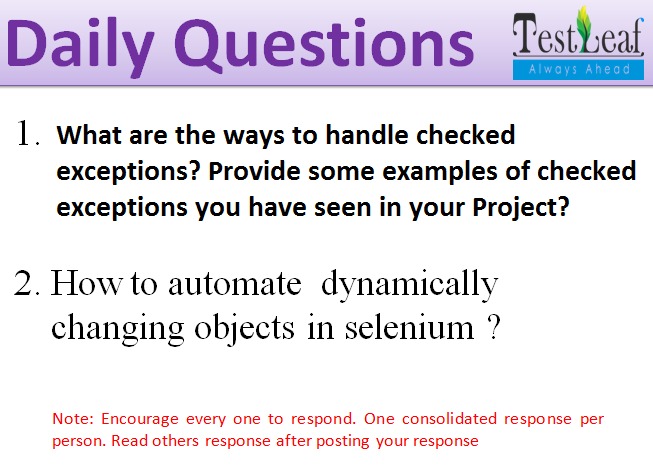 Daily Questions
TestLeaf
Always Ahead
1. What are the ways to handle checked
exceptions? Provide some examples of checked
exceptions you have seen in your Project?
2. How to automate dynamically
changing objects in selenium ?
Note: Encourage every one to respond. One consolidated response per
person. Read others response after posting your response